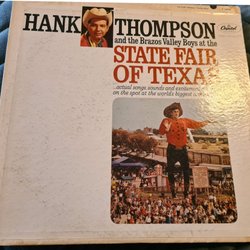 HANK THOMPSON
and the Brazos Valley Boys at the
Capitol
STATE FAIR
OF TEXAS
...actual songs, sounds and excitement
on the spot at the world's biggest